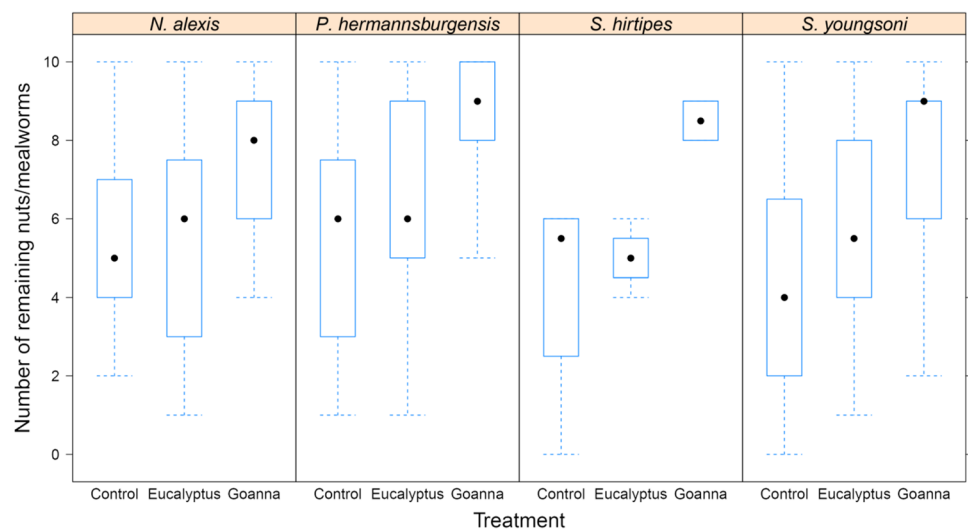 N. alexis P. hermannsburgensis S. hirtipes S. youngsoni
Number of remaining nuts/mealworms
10
8
6
4
2
0
Control Eucalyptus Goanna Control Eucalyptus Goanna Control Eucalyptus Goanna Control Eucalyptus Goanna
Treatment